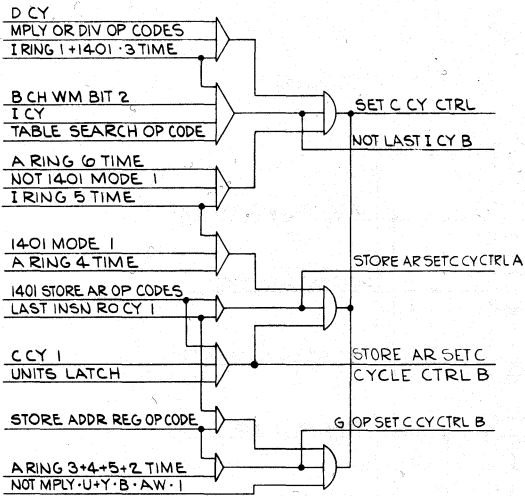 D CY
MPLY OR DIV OP CODES
I RING 1+1401·3 TIME
B CH WM BIT 2
I CY
TABLE SEARCH OP CODE
SET C CY CTRL
NOT LAST I CY B
A RING 6 TIME
NOT 1401 MODE 1
I RING 5 TIME
1401 MODE 1
A RING 4 TIME
STORE AR SET C CY CTRL A
1401 STORE AR OP CODES
LAST INSN RO CY 1
C CY 1
UNITS LATCH
STORE AR SET C
CYCLE CTRL B
STORE ADDR REG OP CODE
G OP SET C CY CTRL B
A RING 3+4+5+2 TIME
NOT MPLY·U+Y·B·A W·1